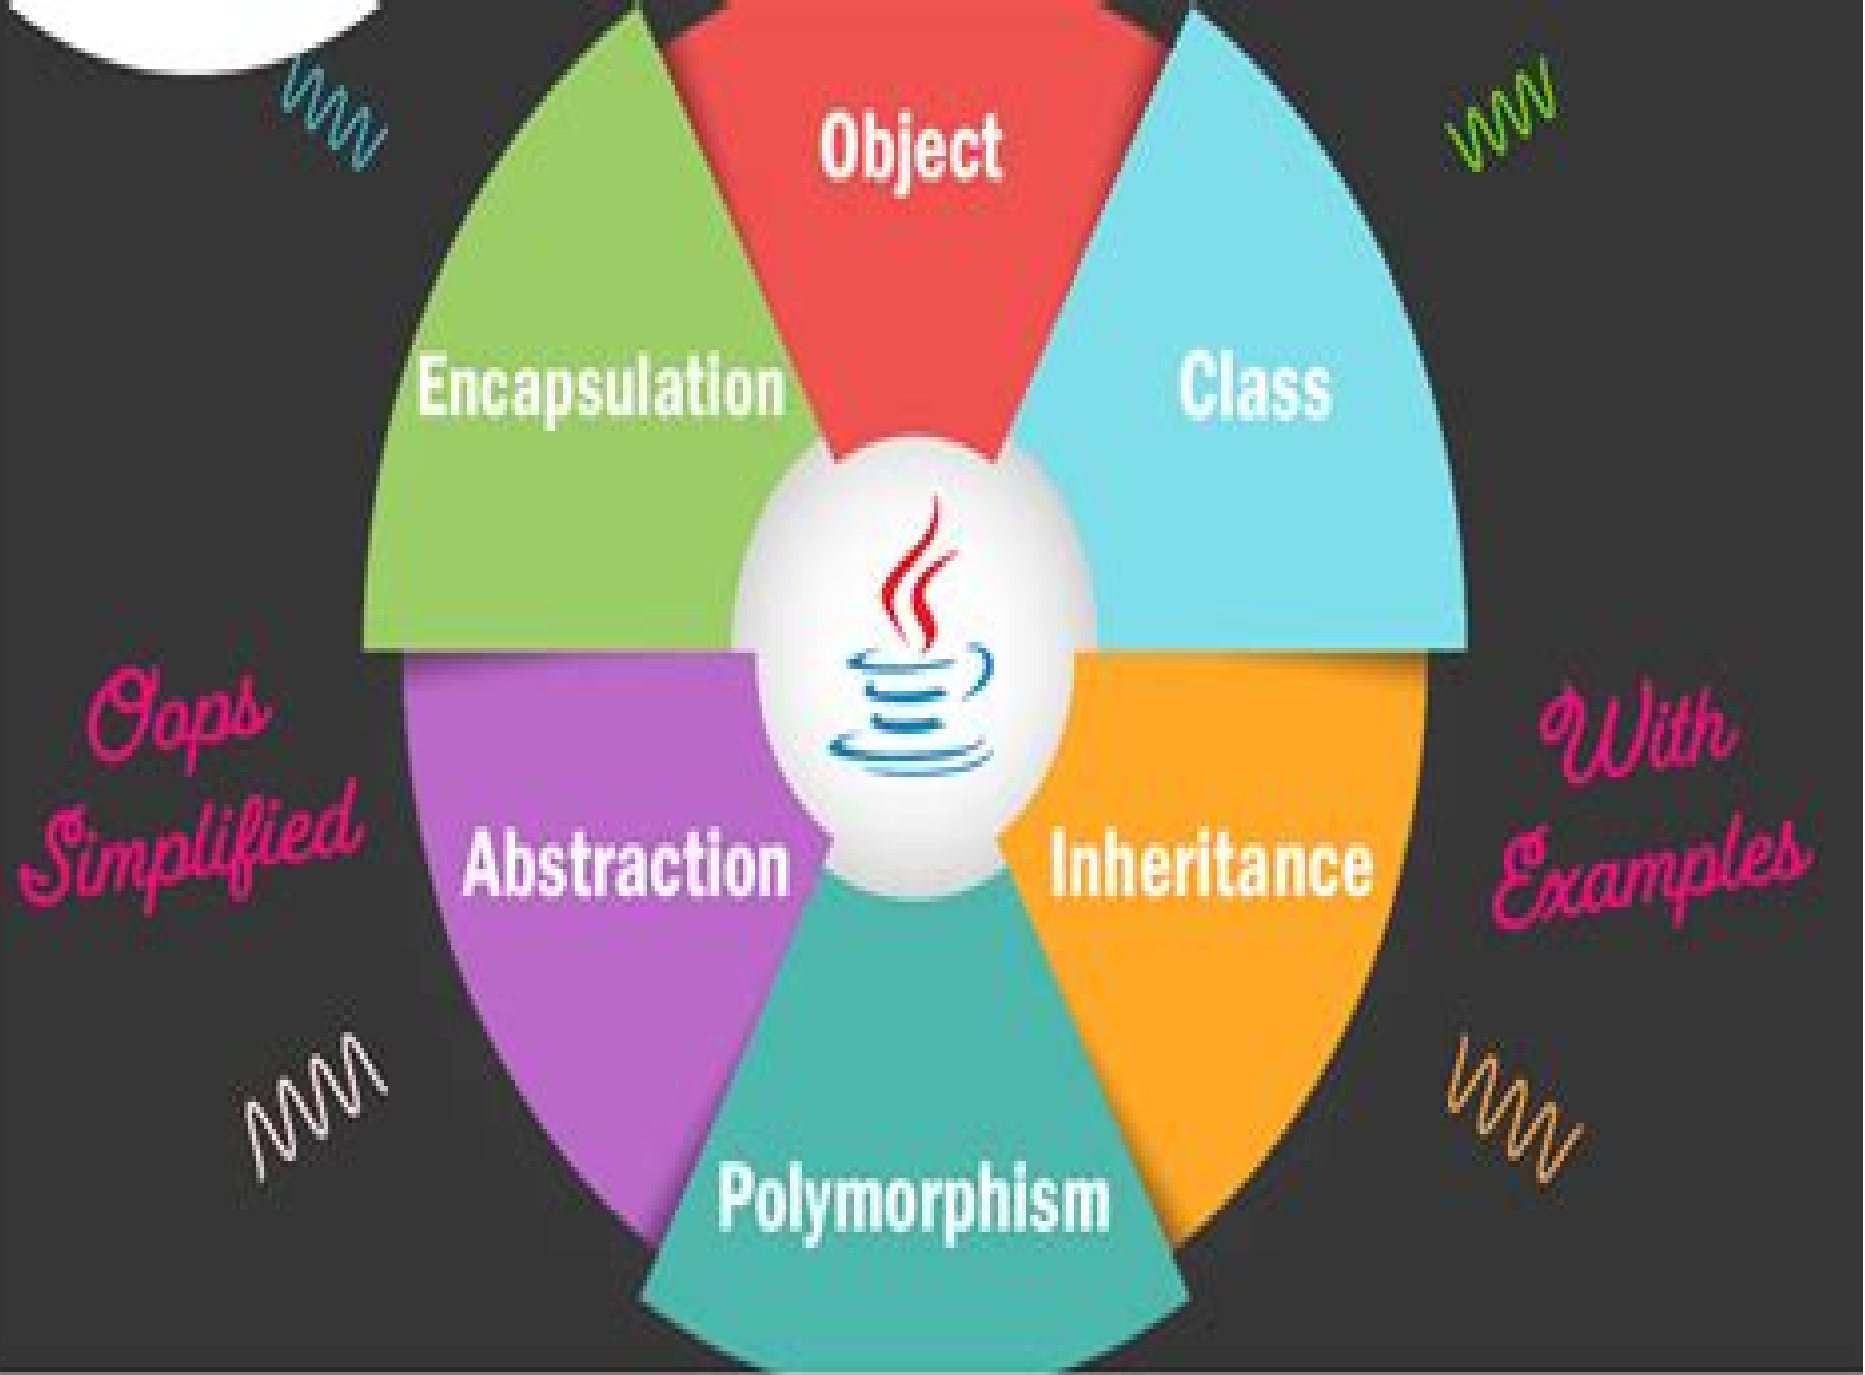 Object
Encapsulation
Class
Oops
Simplified
With
Examples
Abstraction
Inheritance
Polymorphism